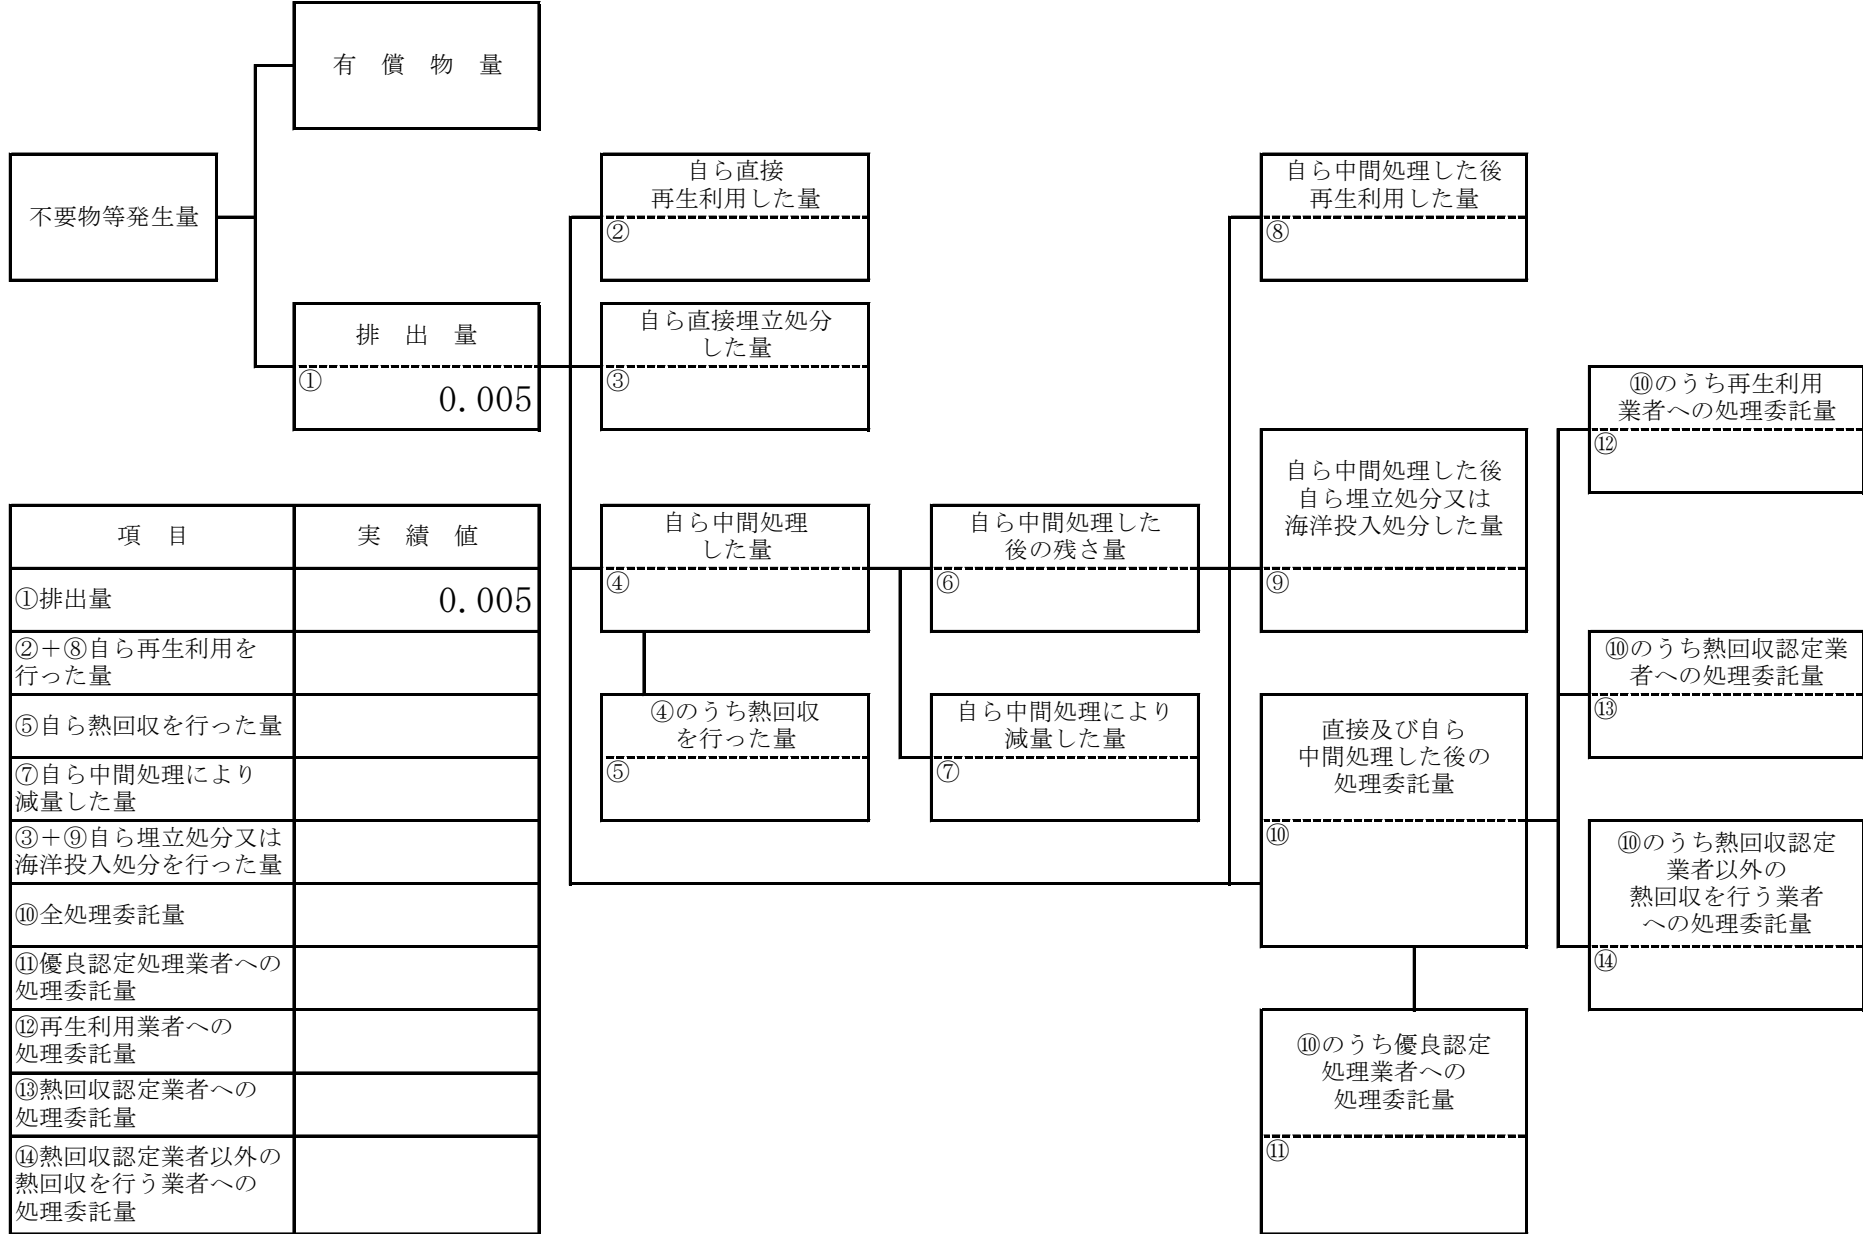 有 償 物 量
不要物等発生量
排 出 量
①
0.005
自ら直接
再生利用した量
②
自ら直接埋立処分
した量
③
自ら中間処理
した量
④
④のうち熱回収
を行った量
⑤
自ら中間処理した
後の残さ量
⑥
自ら中間処理により
減量した量
⑦
自ら中間処理した後
再生利用した量
⑧
自ら中間処理した後
自ら埋立処分又は
海洋投入処分した量
⑨
直接及び自ら
中間処理した後の
処理委託量
⑩
⑩のうち優良認定
処理業者への
処理委託量
⑪
⑩のうち再生利用
業者への処理委託量
⑫
⑩のうち熱回収認定業
者への処理委託量
⑬
⑩のうち熱回収認定
業者以外の
熱回収を行う業者
への処理委託量
⑭
項 目
実 績 値
①排出量
0.005
②＋⑧自ら再生利用を
行った量
⑤自ら熱回収を行った量
⑦自ら中間処理により
減量した量
③＋⑨自ら埋立処分又は
海洋投入処分を行った量
⑩全処理委託量
⑪優良認定処理業者への
処理委託量
⑫再生利用業者への
処理委託量
⑬熱回収認定業者への
処理委託量
⑭熱回収認定業者以外の
熱回収を行う業者への
処理委託量